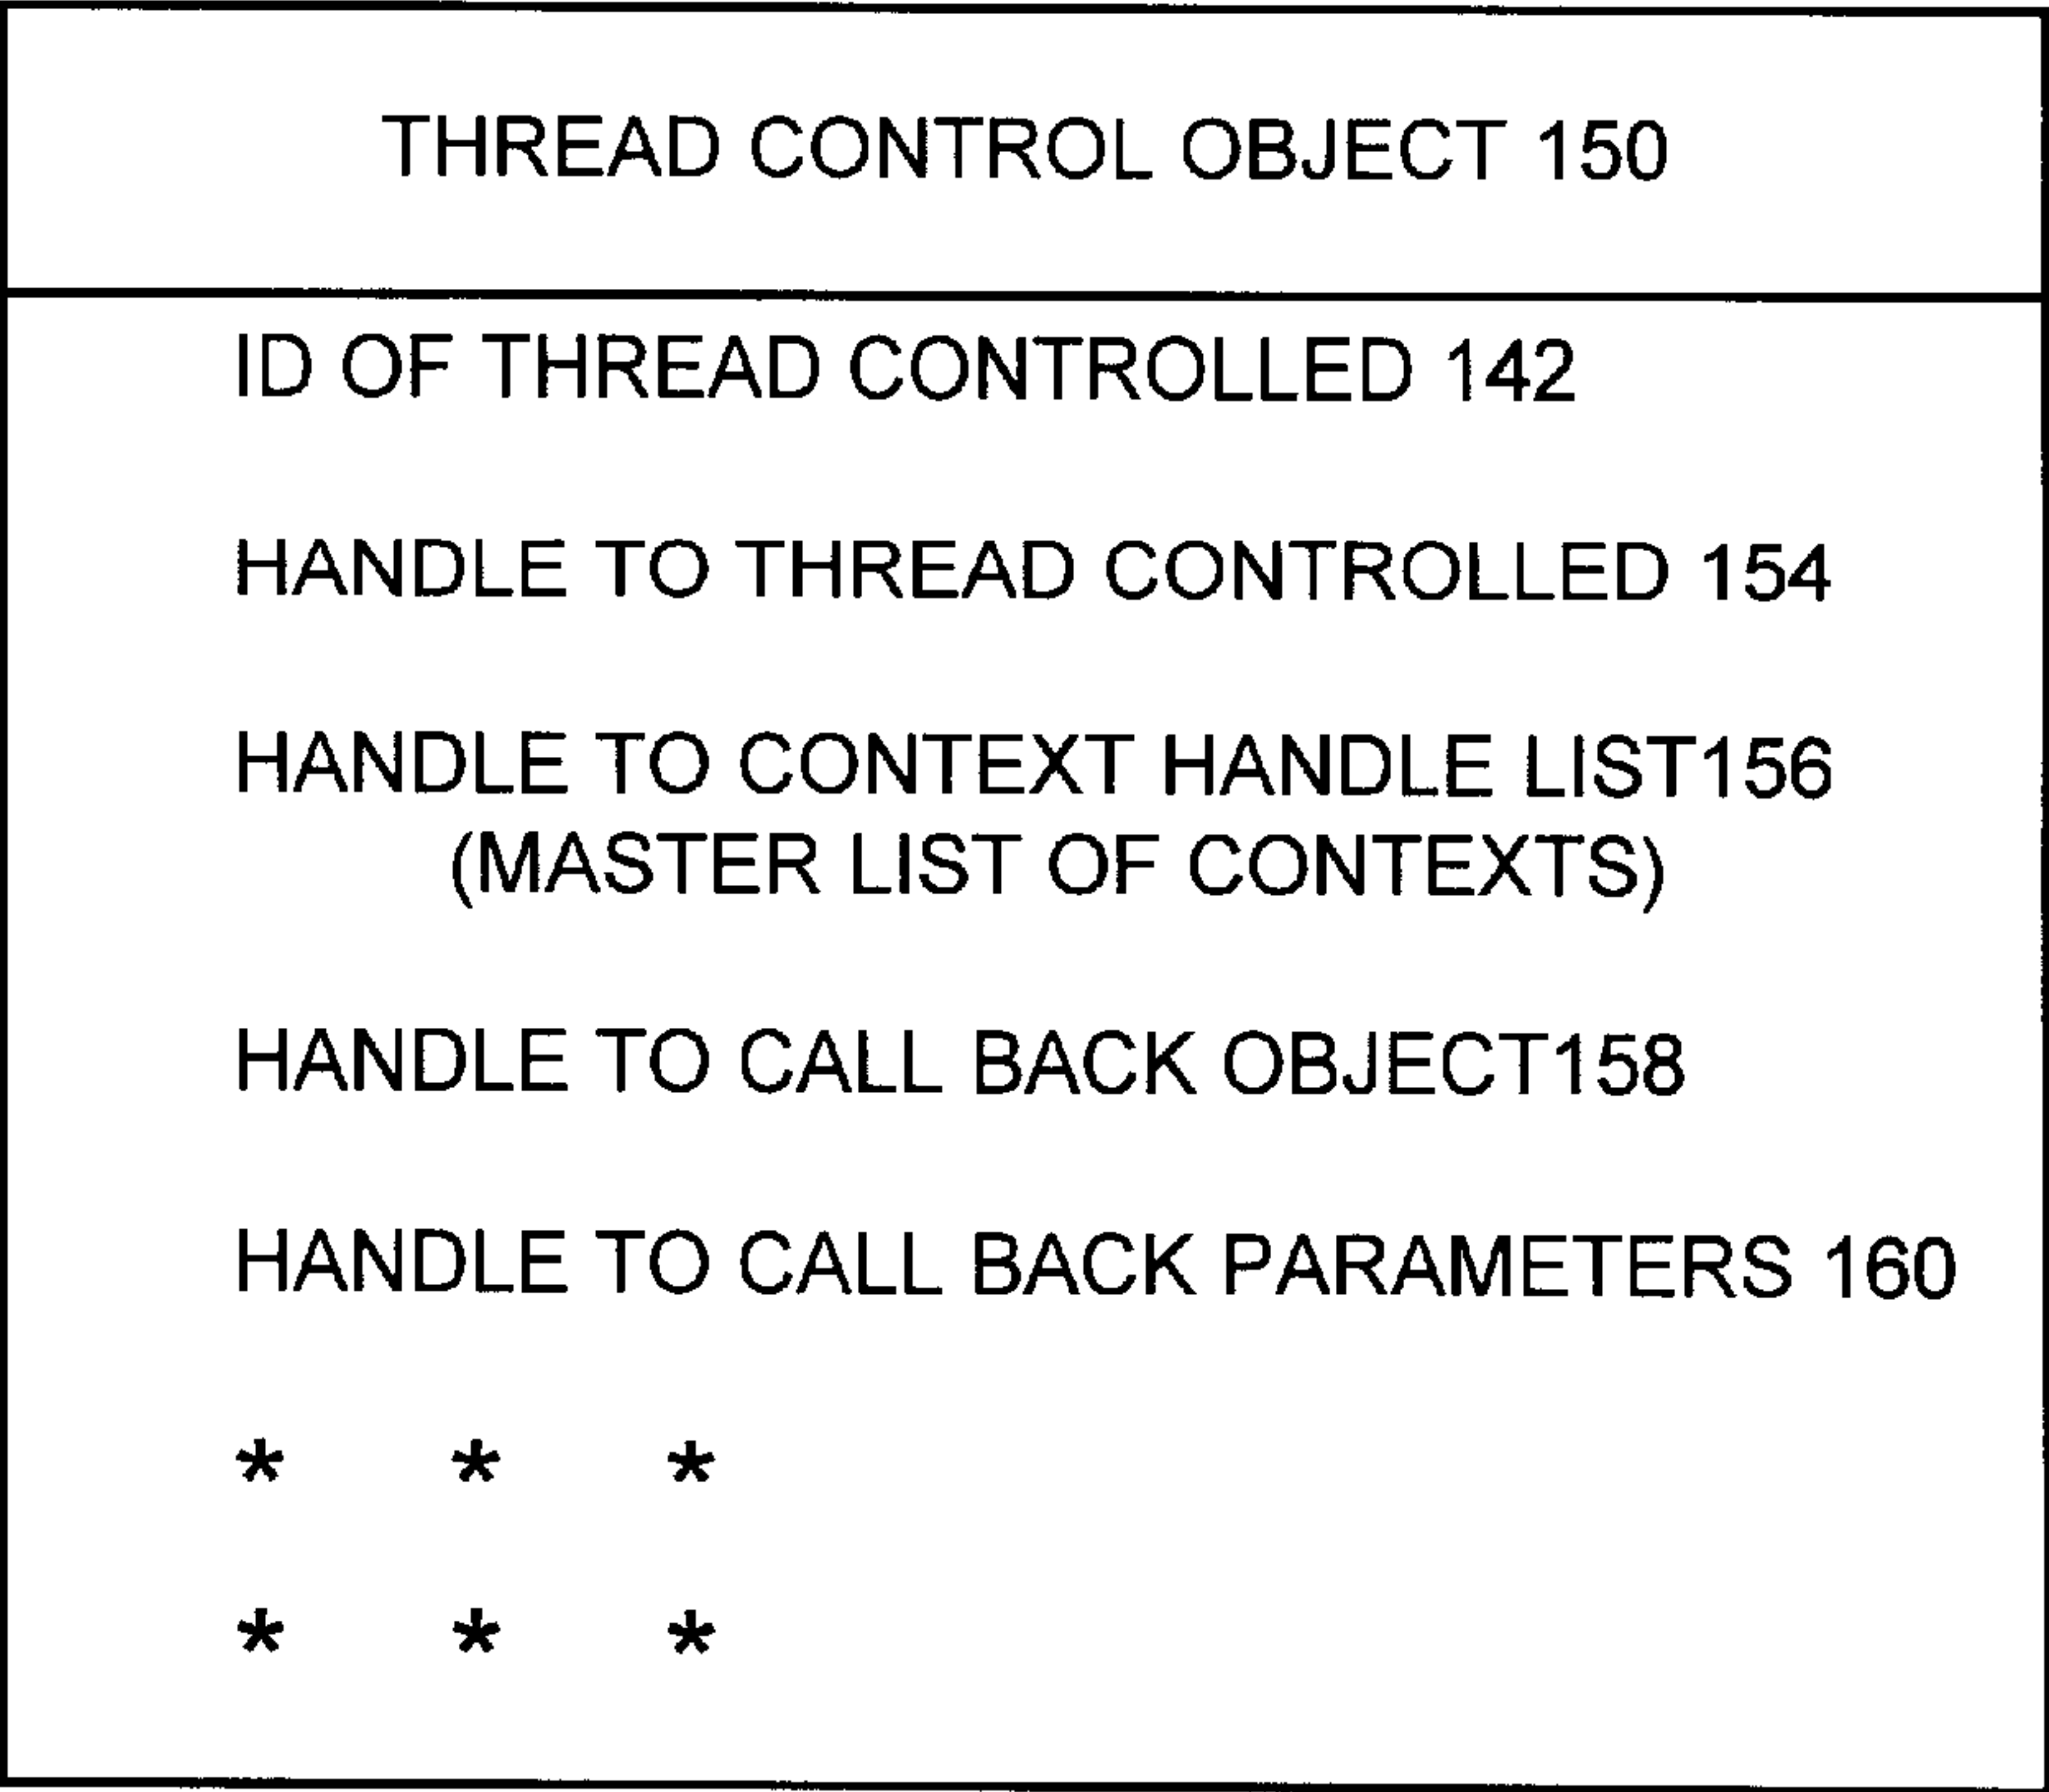 THREAD CONTROL OBJECT 150
ID OF THREAD CONTROLLED 142
HANDLE TO THREAD CONTROLLED 154
HANDLE TO CONTEXT HANDLE LIST156
(MASTER LIST OF CONTEXTS)
HANDLE TO CALL BACK OBJECT158
HANDLE TO CALL BACK PARAMETERS 160
* * *
* * *